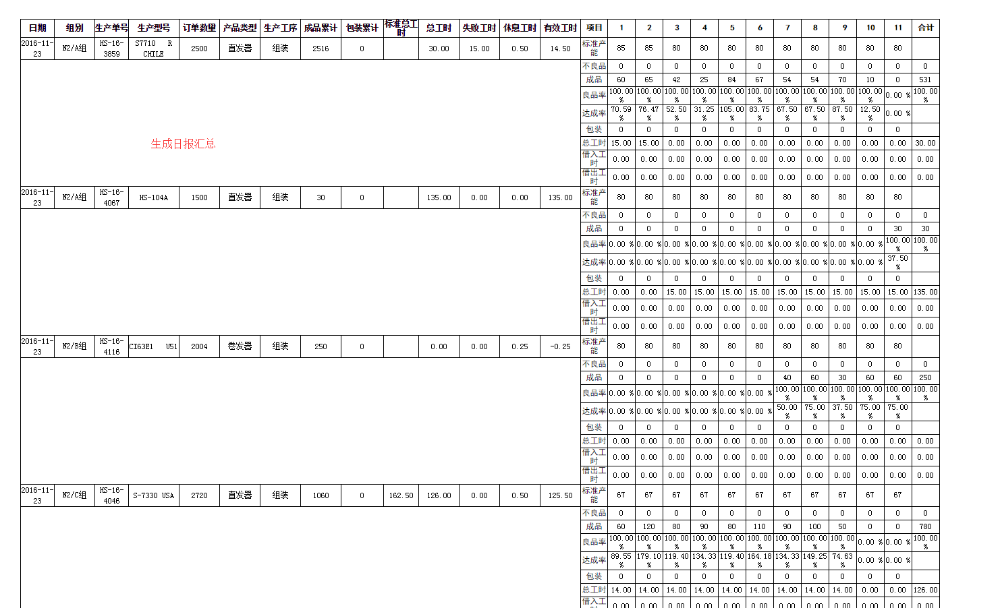 日期 组别 生产单号 生产型号 订单数量 产品类型 生产工序 成品累计 包装累计 标准总工时 总工时 失败工时 休息工时 有效工时 项目 1 2 3 4 5 6 7 8 9 10 11 合计
2016-11-23 N2/A组 HS-16-3859 S7710 R CHILE 2500 直发器 组装 2516 0 30.00 15.00 0.50 14.50 标准产能 85 85 80 80 80 80 80 80 80 80 80
不良品 0 0 0 0 0 0 0 0 0 0 0 0
成品 60 65 42 25 84 67 54 54 70 10 0 531
良品率 100.00 % 100.00 % 100.00 % 100.00 % 100.00 % 100.00 % 100.00 % 100.00 % 100.00 % 100.00 % 0.00 % 100.00 %
达成率 70.59 % 76.47 % 52.50 % 31.25 % 105.00 % 83.75 % 67.50 % 67.50 % 87.50 % 12.50 % 0.00 %
包装 0 0 0 0 0 0 0 0 0 0 0
生成日报汇总
总工时 15.00 15.00 0.00 0.00 0.00 0.00 0.00 0.00 0.00 0.00 0.00 30.00
借入工时 0.00 0.00 0.00 0.00 0.00 0.00 0.00 0.00 0.00 0.00 0.00 0.00
借出工时 0.00 0.00 0.00 0.00 0.00 0.00 0.00 0.00 0.00 0.00 0.00 0.00
2016-11-23 N2/A组 HS-16-4067 HS-104A 1500 直发器 组装 30 0 135.00 0.00 0.00 135.00 标准产能 80 80 80 80 80 80 80 80 80 80 80
不良品 0 0 0 0 0 0 0 0 0 0 0 0
成品 0 0 0 0 0 0 0 0 0 0 30 30
良品率 0.00 % 0.00 % 0.00 % 0.00 % 0.00 % 0.00 % 0.00 % 0.00 % 0.00 % 0.00 % 100.00 % 100.00 %
达成率 0.00 % 0.00 % 0.00 % 0.00 % 0.00 % 0.00 % 0.00 % 0.00 % 0.00 % 0.00 % 37.50 %
包装 0 0 0 0 0 0 0 0 0 0 0
总工时 0.00 0.00 15.00 15.00 15.00 15.00 15.00 15.00 15.00 15.00 15.00 135.00
借入工时 0.00 0.00 0.00 0.00 0.00 0.00 0.00 0.00 0.00 0.00 0.00 0.00
借出工时 0.00 0.00 0.00 0.00 0.00 0.00 0.00 0.00 0.00 0.00 0.00 0.00
2016-11-23 N2/B组 HS-16-4116 CI63E1 U51 2004 卷发器 组装 250 0 0.00 0.00 0.25 -0.25 标准产能 80 80 80 80 80 80 80 80 80 80 80
不良品 0 0 0 0 0 0 0 0 0 0 0 0
成品 0 0 0 0 0 0 40 60 30 60 60 250
良品率 0.00 % 0.00 % 0.00 % 0.00 % 0.00 % 0.00 % 100.00 % 100.00 % 100.00 % 100.00 % 100.00 % 100.00 %
达成率 0.00 % 0.00 % 0.00 % 0.00 % 0.00 % 0.00 % 50.00 % 75.00 % 37.50 % 75.00 % 75.00 %
包装 0 0 0 0 0 0 0 0 0 0 0
总工时 0.00 0.00 0.00 0.00 0.00 0.00 0.00 0.00 0.00 0.00 0.00 0.00
借入工时 0.00 0.00 0.00 0.00 0.00 0.00 0.00 0.00 0.00 0.00 0.00 0.00
借出工时 0.00 0.00 0.00 0.00 0.00 0.00 0.00 0.00 0.00 0.00 0.00 0.00
2016-11-23 N2/C组 HS-16-4046 S-7330 USA 2720 直发器 组装 1060 0 162.50 126.00 0.00 0.50 125.50 标准产能 67 67 67 67 67 67 67 67 67 67 67
不良品 0 0 0 0 0 0 0 0 0 0 0 0
成品 60 120 80 90 80 110 90 100 50 0 0 780
良品率 100.00 % 100.00 % 100.00 % 100.00 % 100.00 % 100.00 % 100.00 % 100.00 % 100.00 % 0.00 % 0.00 % 100.00 %
达成率 89.55 % 179.10 % 119.40 % 134.33 % 119.40 % 164.18 % 134.33 % 149.25 % 74.63 % 0.00 % 0.00 %
包装 0 0 0 0 0 0 0 0 0 0 0
总工时 14.00 14.00 14.00 14.00 14.00 14.00 14.00 14.00 14.00 0.00 0.00 126.00
借入工 0.00 0.00 0.00 0.00 0.00 0.00 0.00 0.00 0.00 0.00 0.00 0.00